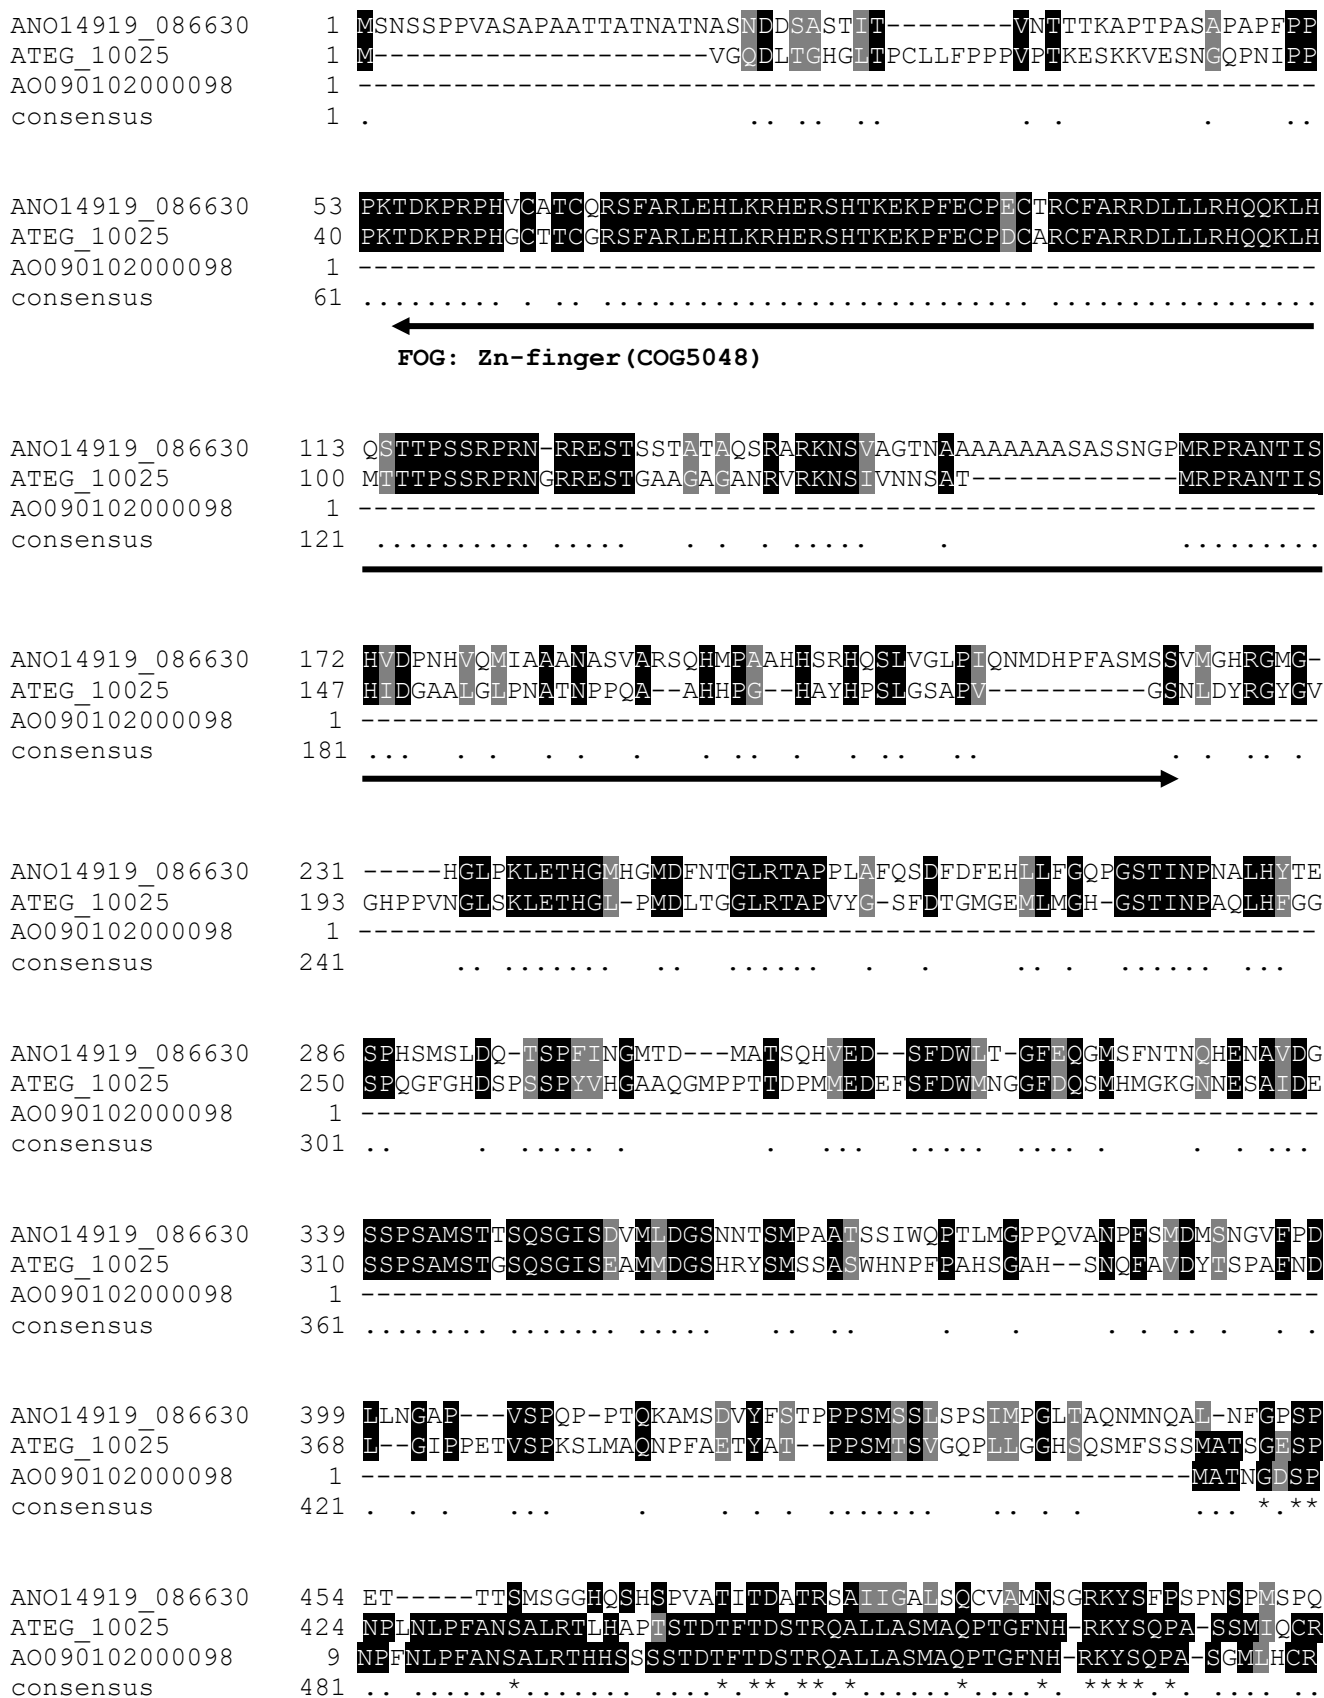 ANO14919_086630 1 MSNSSPPVASAPAATTATNATNASNDDSASTIT--------VNTTTKAPTPASAPAPFPP
ATEG_10025 1 M---------------------VGQDLTGHGLTPCLLFPPPVPTKESKKVESNGQPNIPP
AO090102000098 1 ------------------------------------------------------------
consensus 1 . .. .. .. . . . ..
ANO14919_086630 53 PKTDKPRPHVCATCQRSFARLEHLKRHERSHTKEKPFECPECTRCFARRDLLLRHQQKLH
ATEG_10025 40 PKTDKPRPHGCTTCGRSFARLEHLKRHERSHTKEKPFECPDCARCFARRDLLLRHQQKLH
AO090102000098 1 ------------------------------------------------------------
consensus 61 ......... . .. ......................... .. .................
FOG: Zn-finger(COG5048)
ANO14919_086630 113 QSTTPSSRPRN-RRESTSSTATAQSRARKNSVAGTNAAAAAAAASASSNGPMRPRANTIS
ATEG_10025 100 MTTTPSSRPRNGRRESTGAAGAGANRVRKNSIVNNSAT-------------MRPRANTIS
AO090102000098 1 ------------------------------------------------------------
consensus 121 .......... ..... . . . ..... . .........
ANO14919_086630 172 HVDPNHVQMIAAANASVARSQHMPAAHHSRHQSLVGLPIQNMDHPFASMSSVMGHRGMG-
ATEG_10025 147 HIDGAALGLPNATNPPQA--AHHPG--HAYHPSLGSAPV----------GSNLDYRGYGV
AO090102000098 1 ------------------------------------------------------------
consensus 181 ... . . . . . .. . . .. .. . . .. .
ANO14919_086630 231 -----HGLPKLETHGMHGMDFNTGLRTAPPLAFQSDFDFEHLLFGQPGSTINPNALHYTE
ATEG_10025 193 GHPPVNGLSKLETHGL-PMDLTGGLRTAPVYG-SFDTGMGEMLMGH-GSTINPAQLHFGG
AO090102000098 1 ------------------------------------------------------------
consensus 241 .. ....... .. ...... . . .. . ...... ...
ANO14919_086630 286 SPHSMSLDQ-TSPFINGMTD---MATSQHVED--SFDWLT-GFEQGMSFNTNQHENAVDG
ATEG_10025 250 SPQGFGHDSPSSPYVHGAAQGMPPTTDPMMEDEFSFDWMNGGFDQSMHMGKGNNESAIDE
AO090102000098 1 ------------------------------------------------------------
consensus 301 .. . ..... . . ... ..... .... . . . ...
ANO14919_086630 339 SSPSAMSTTSQSGISDVMLDGSNNTSMPAATSSIWQPTLMGPPQVANPFSMDMSNGVFPD
ATEG_10025 310 SSPSAMSTGSQSGISEAMMDGSHRYSMSSASWHNPFPAHSGAH--SNQFAVDYTSPAFND
AO090102000098 1 ------------------------------------------------------------
consensus 361 ........ ....... ..... .. .. . . . . .. . . .
ANO14919_086630 399 LLNGAP---VSPQP-PTQKAMSDVYFSTPPPSMSSLSPSIMPGLTAQNMNQAL-NFGPSP
ATEG_10025 368 L--GIPPETVSPKSLMAQNPFAETYAT--PPSMTSVGQPLLGGHSQSMFSSSMATSGESP
AO090102000098 1 ----------------------------------------------------MATNGDSP
consensus 421 . . . ... . . . . ....... .. . . ... *.**
ANO14919_086630 454 ET-----TTSMSGGHQSHSPVATITDATRSAIIGALSQCVAMNSGRKYSFPSPNSPMSPQ
ATEG_10025 424 NPLNLPFANSALRTLHAPTSTDTFTDSTRQALLASMAQPTGFNH-RKYSQPA-SSMIQCR
AO090102000098 9 NPFNLPFANSALRTHHSSSSTDTFTDSTRQALLASMAQPTGFNH-RKYSQPA-SGMLHCR
consensus 481 .. ......*............*.**.**.*......*....*. ****.*. .... ..